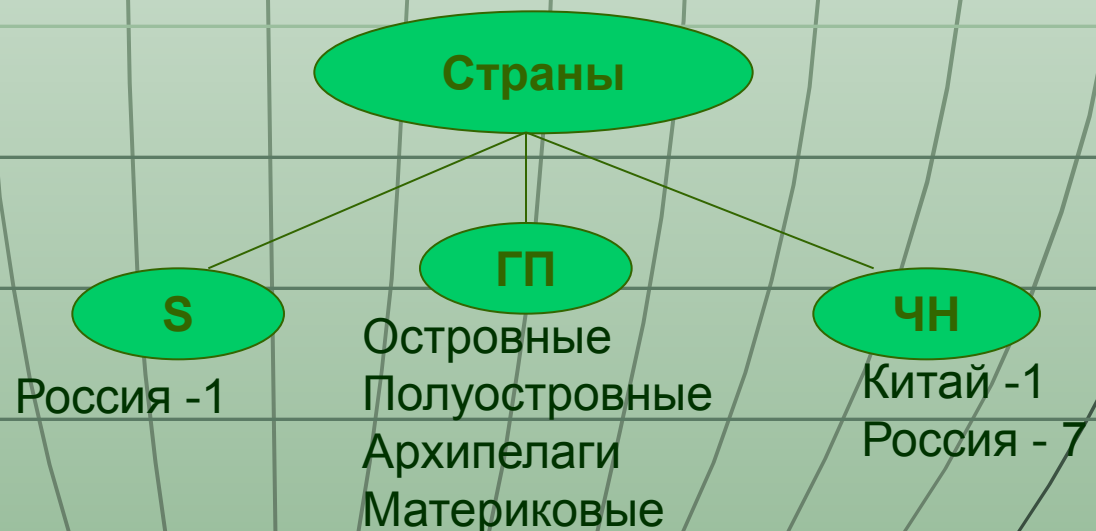 Страны
S
Россия -1
ГП
Островные
Полуостровные
Архипелаги
Материковые
ЧН
Китай -1
Россия - 7